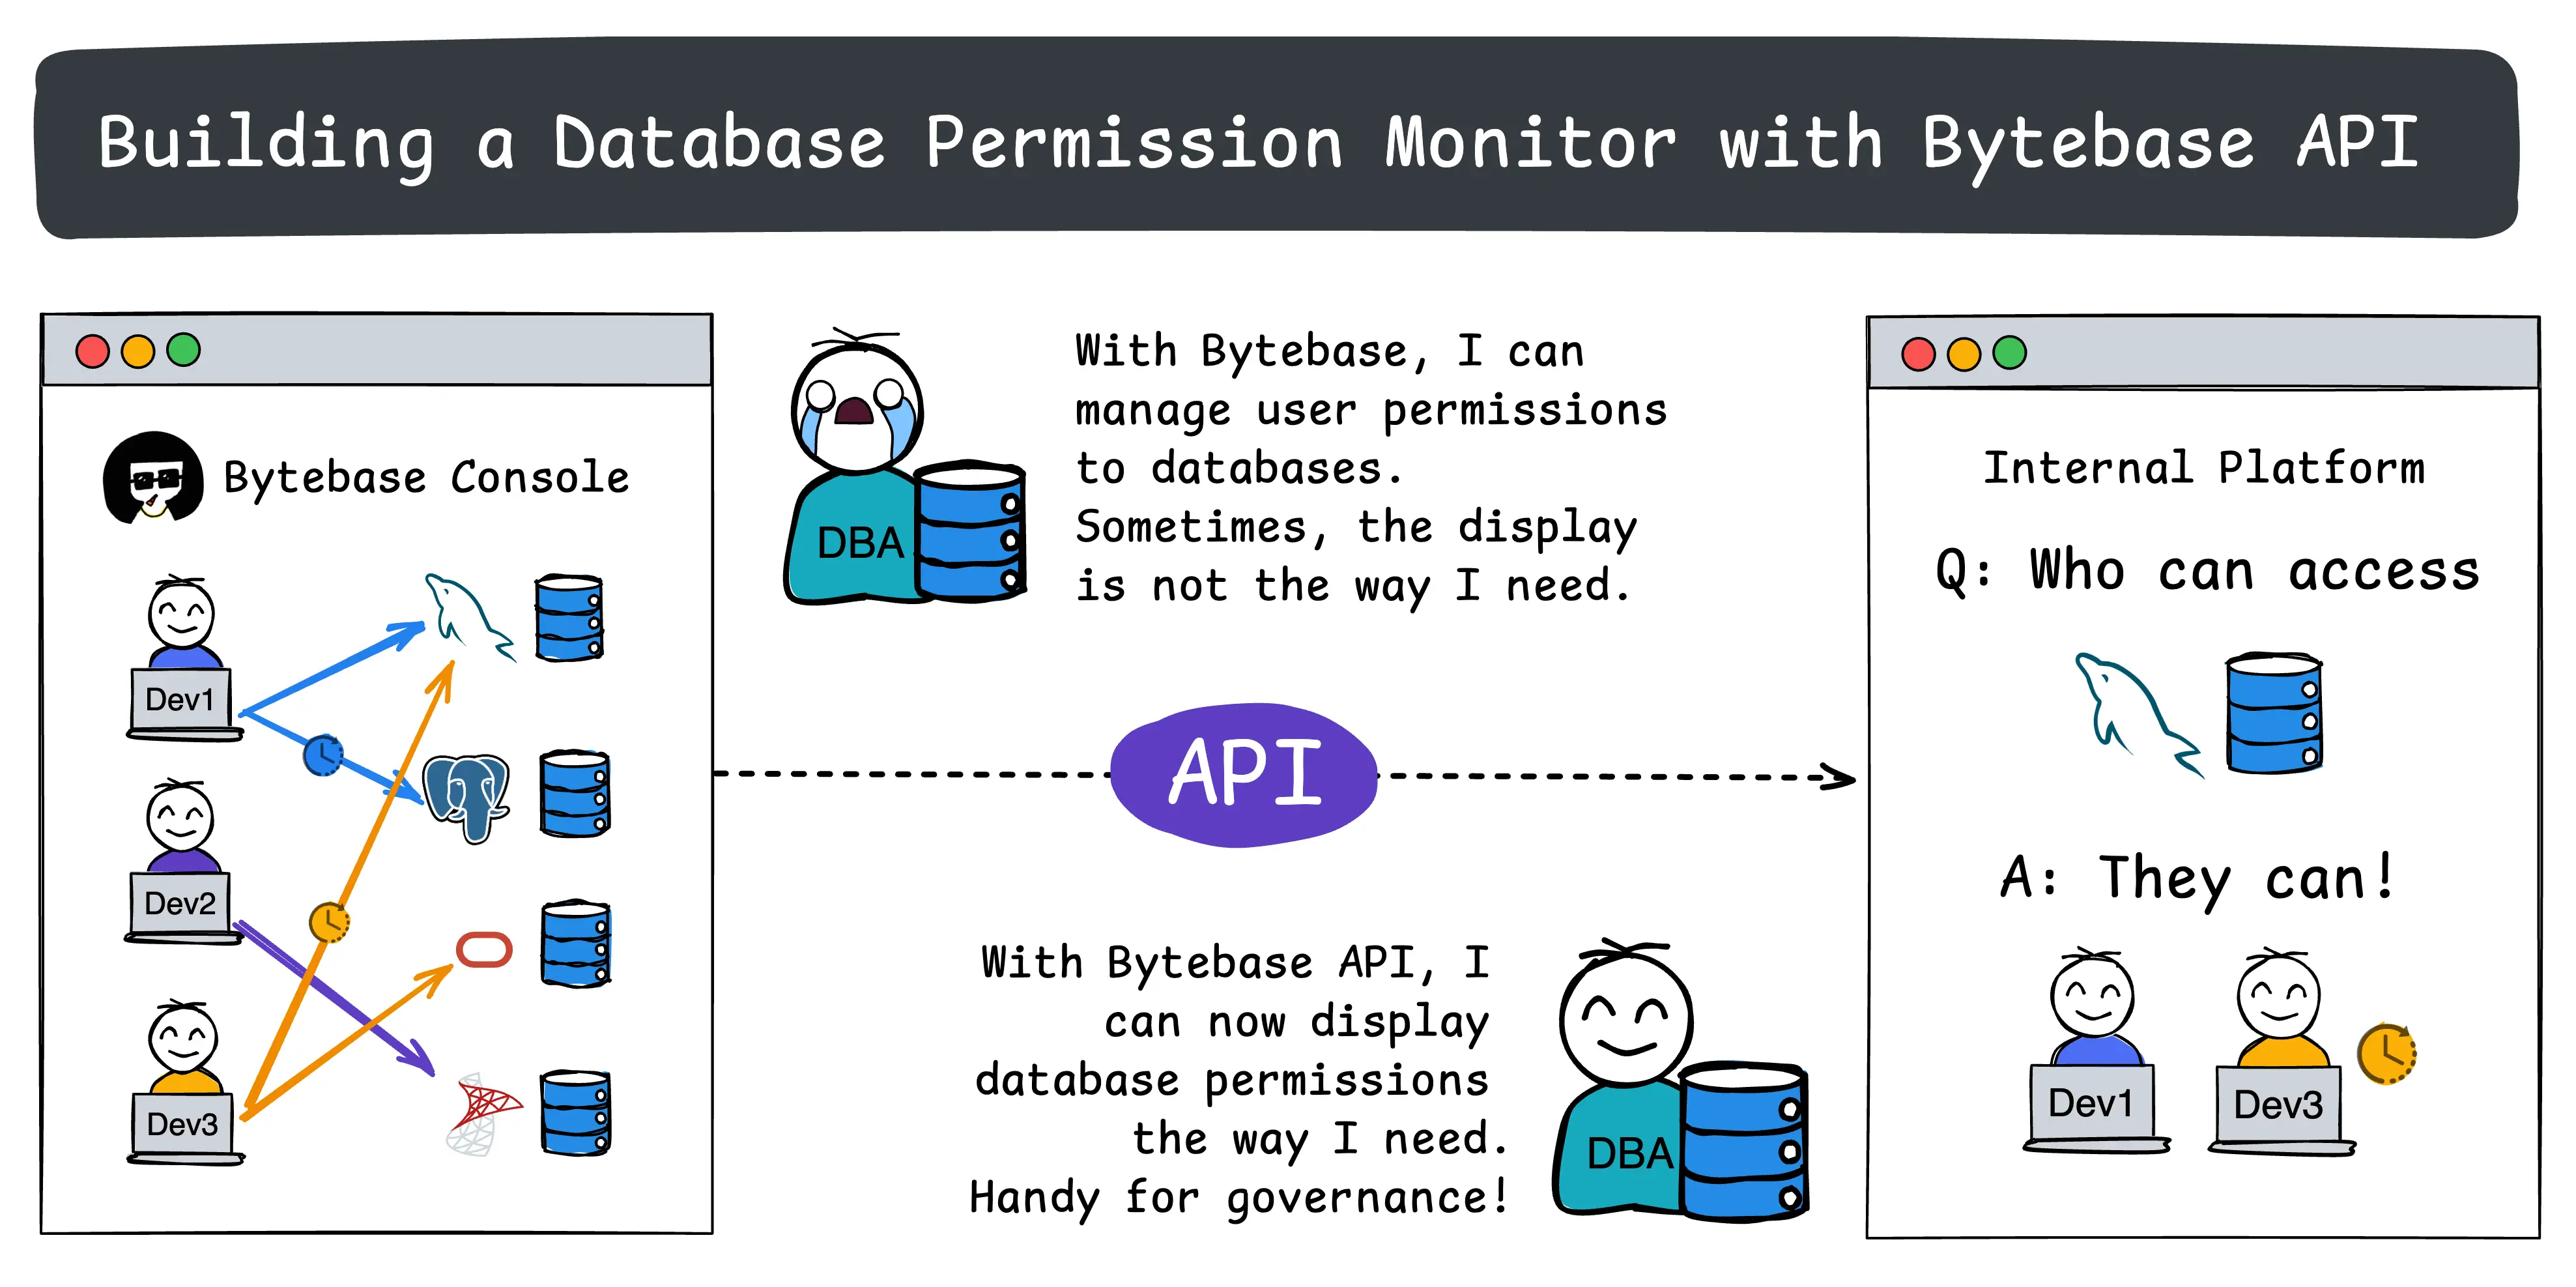 Building a Database Permission Monitor with Bytebase API
Bytebase Console
Dev1
Dev2
Dev3
DBA
With Bytebase, I can
manage user permissions
to databases.
Sometimes, the display
is not the way I need.
API
With Bytebase API, I
can now display
database permissions
the way I need.
Handy for governance!
DBA
Internal Platform
Q: Who can access
A: They can!
Dev1
Dev3